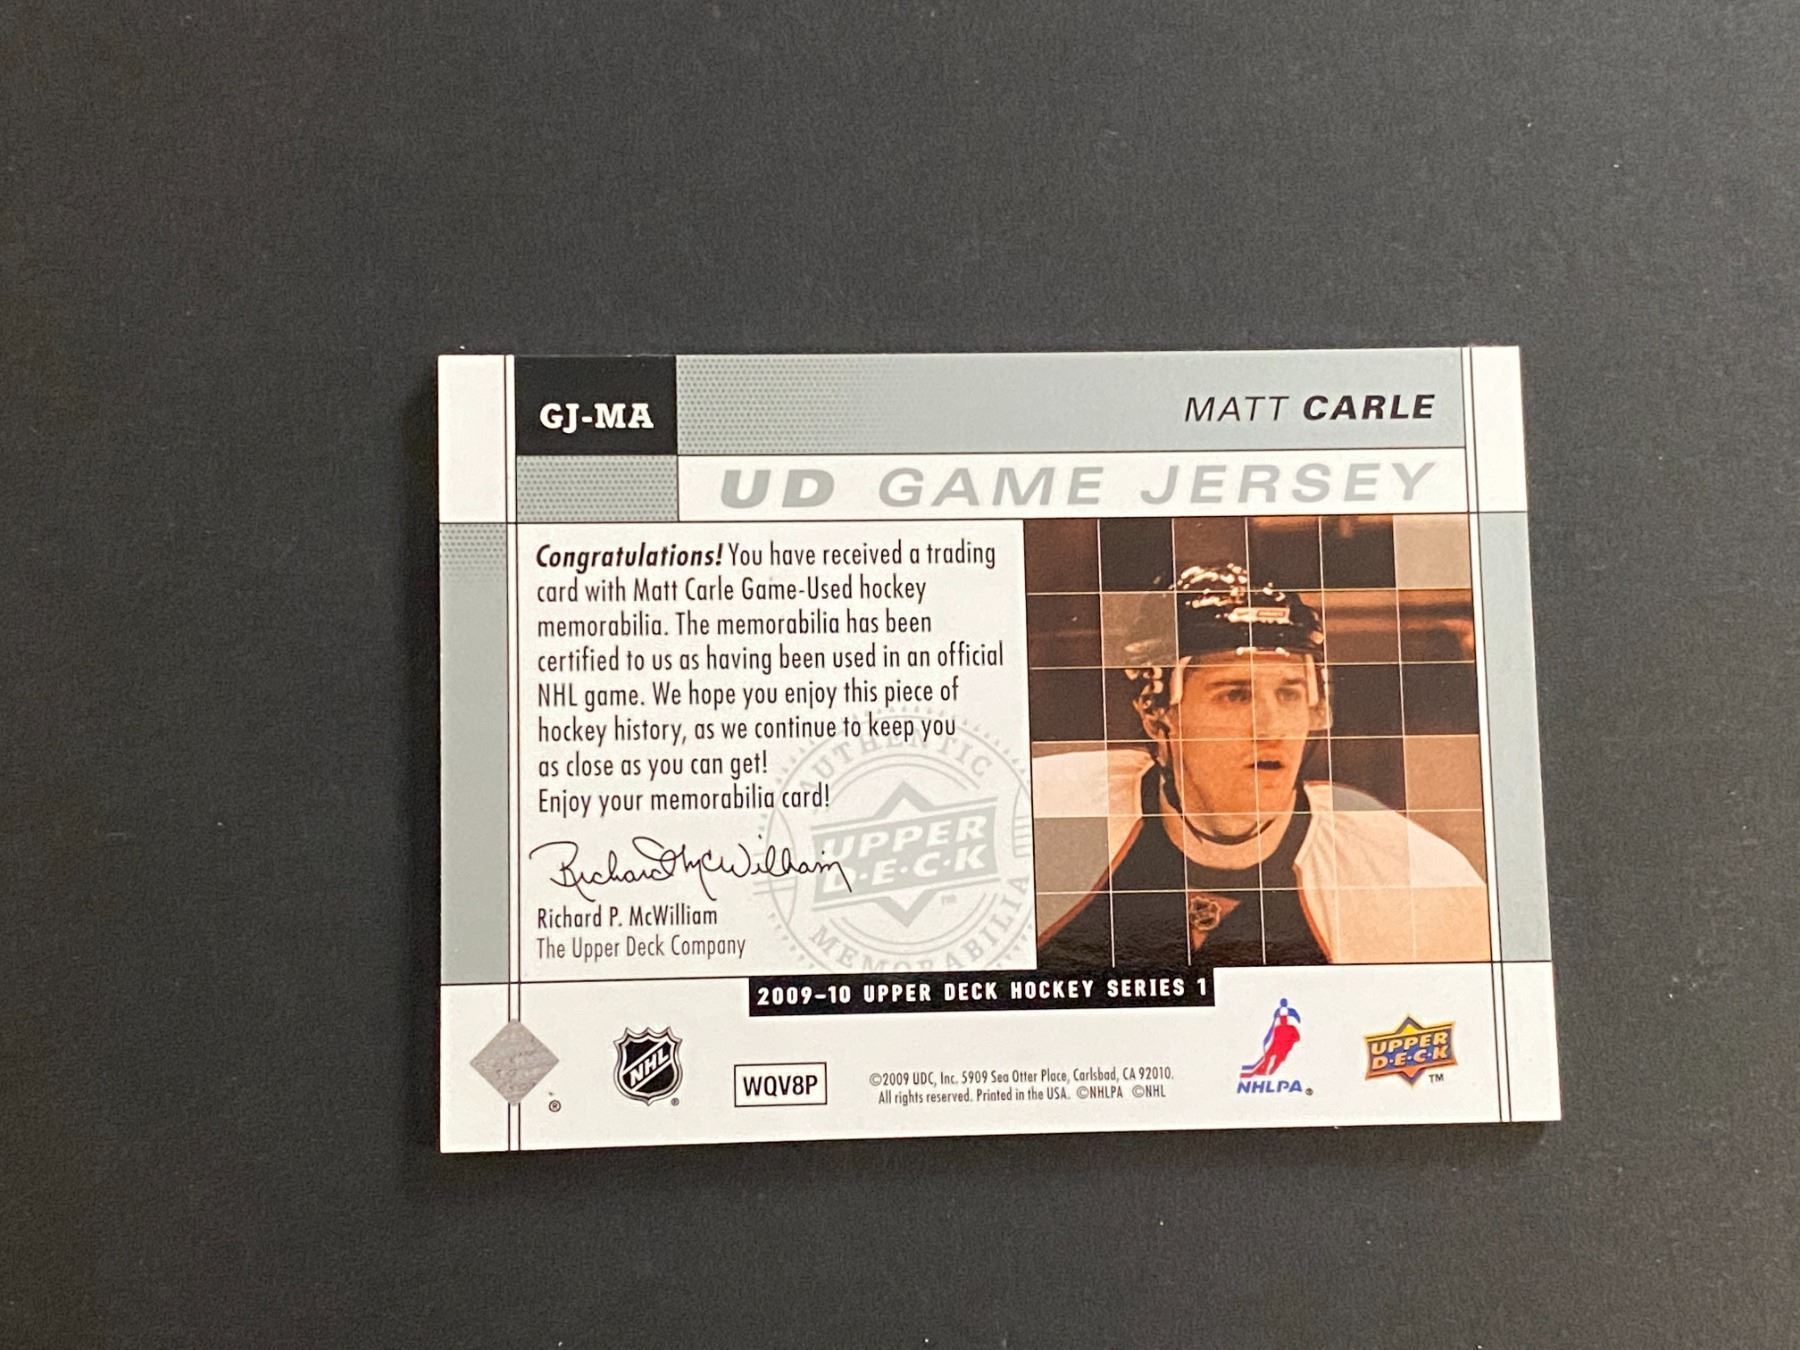 GJ-MA
MATT CARLE
UD GAME JERSEY
Congratulations! You have received a trading
card with Matt Carle Game-Used hockey
memorabilia. The memorabilia has been
certified to us as having been used in an official
NHL game. We hope you enjoy this piece of
hockey history, as we continue to keep you
as close as you can get!
Enjoy your memorabilia card!
AUTHENTIC
UPPER
D·E·C·K
TM
MEMORABILIA
Richard McWilliam
Richard P. McWilliam
The Upper Deck Company
2009-10 UPPER DECK HOCKEY SERIES 1
®
NHL
®
WQV8P
©2009 UDC, Inc. 5909 Sea Otter Place, Carlsbad, CA 92010.
All rights reserved. Printed in the USA. ©NHLPA ©NHL
NHLPA®
UPPER
D·E·C·K
TM